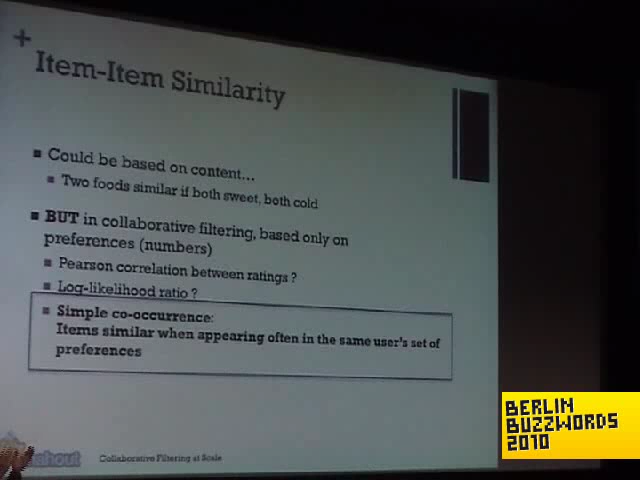 +
Item-Item Similarity
■ Could be based on content...
■ Two foods similar if both sweet, both cold
■ BUT in collaborative filtering, based only on
preferences (numbers)
■ Pearson correlation between ratings ?
■ Log-likelihood ratio ?
■ Simple co-occurrence:
Items similar when appearing often in the same user's set of
preferences
Collaborative Filtering at Scale
BERLIN
BUZZWORDS
2010